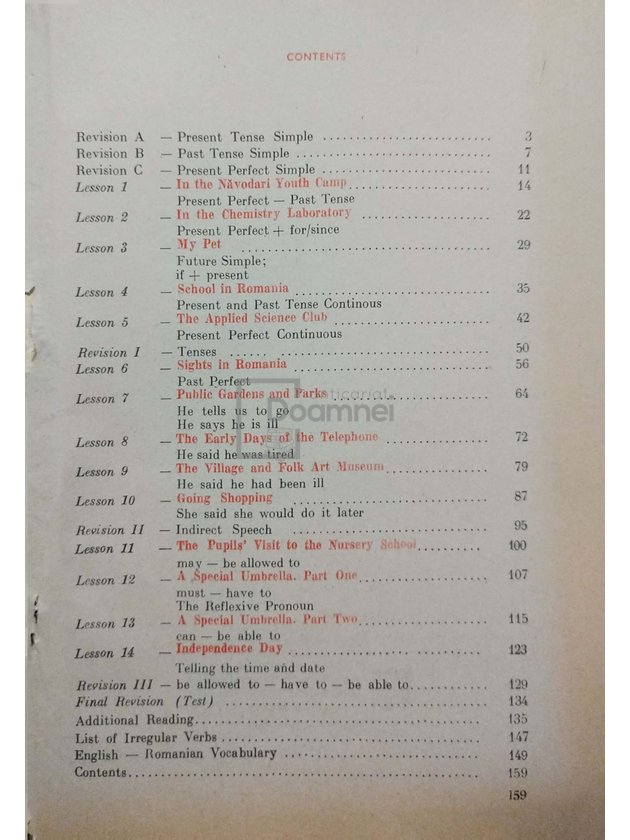 CONTENTS
Revision A — Present Tense Simple .......................... 3
Revision B — Past Tense Simple .............................. 7
Revision C — Present Perfect Simple ......................... 11
Lesson 1 — In the Năvodari Youth Camp ....................... 14
Present Perfect — Past Tense
Lesson 2 — In the Chemistry Laboratory ...................... 22
Present Perfect + for/since
Lesson 3 — My Pet ........................................... 29
Future Simple;
if + present
Lesson 4 — School in Romania ................................ 35
Present and Past Tense Continous
Lesson 5 — The Applied Science Club ......................... 42
Present Perfect Continuous
Revision I — Tenses ......................................... 50
Lesson 6 — Sights in Romania ................................ 56
Past Perfect
Lesson 7 — Public Gardens and Parks ......................... 64
He tells us to go
He says he is ill
Lesson 8 — The Early Days of the Telephone .................. 72
He said he was tired
Lesson 9 — The Village and Folk Art Museum .................. 79
He said he had been ill
Lesson 10 — Going Shopping .................................. 87
She said she would do it later
Revision II — Indirect Speech ............................... 95
Lesson 11 — The Pupils' Visit to the Nursery School ......... 100
may — be allowed to
Lesson 12 — A Special Umbrella. Part One .................... 107
must — have to
The Reflexive Pronoun
Lesson 13 — A Special Umbrella. Part Two .................... 115
can — be able to
Lesson 14 — Independence Day ................................ 123
Telling the time and date
Revision III — be allowed to — have to — be able to ......... 129
Final Revision (Test) ....................................... 134
Additional Reading .......................................... 135
List of Irregular Verbs ..................................... 147
English — Romanian Vocabulary ............................... 149
Contents .................................................... 159
159
Anticariat
Doamnei